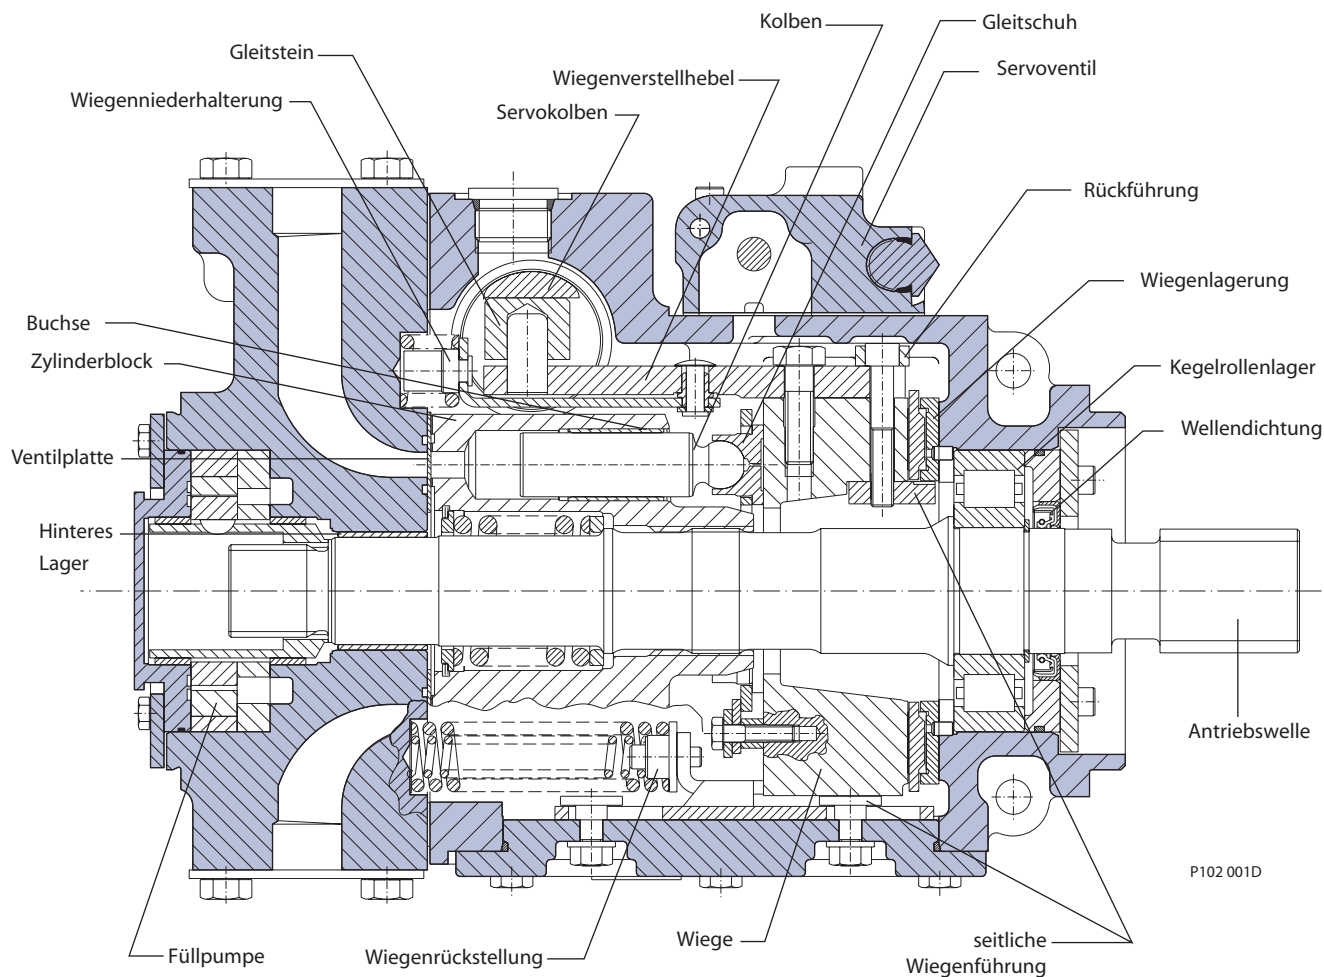 Kolben
Gleitschuh
Gleitstein
Wiegenverstellhebel
Servoventil
Wiegenniederhalterung
Servokolben
Rückführung
Wiegenlagerung
Buchse
Zylinderblock
Kegelrollenlager
Wellendichtung
Ventilplatte
Hinteres
Lager
Antriebswelle
P102 001D
Füllpumpe
Wiegenrückstellung
Wiege
seitliche
Wiegenführung